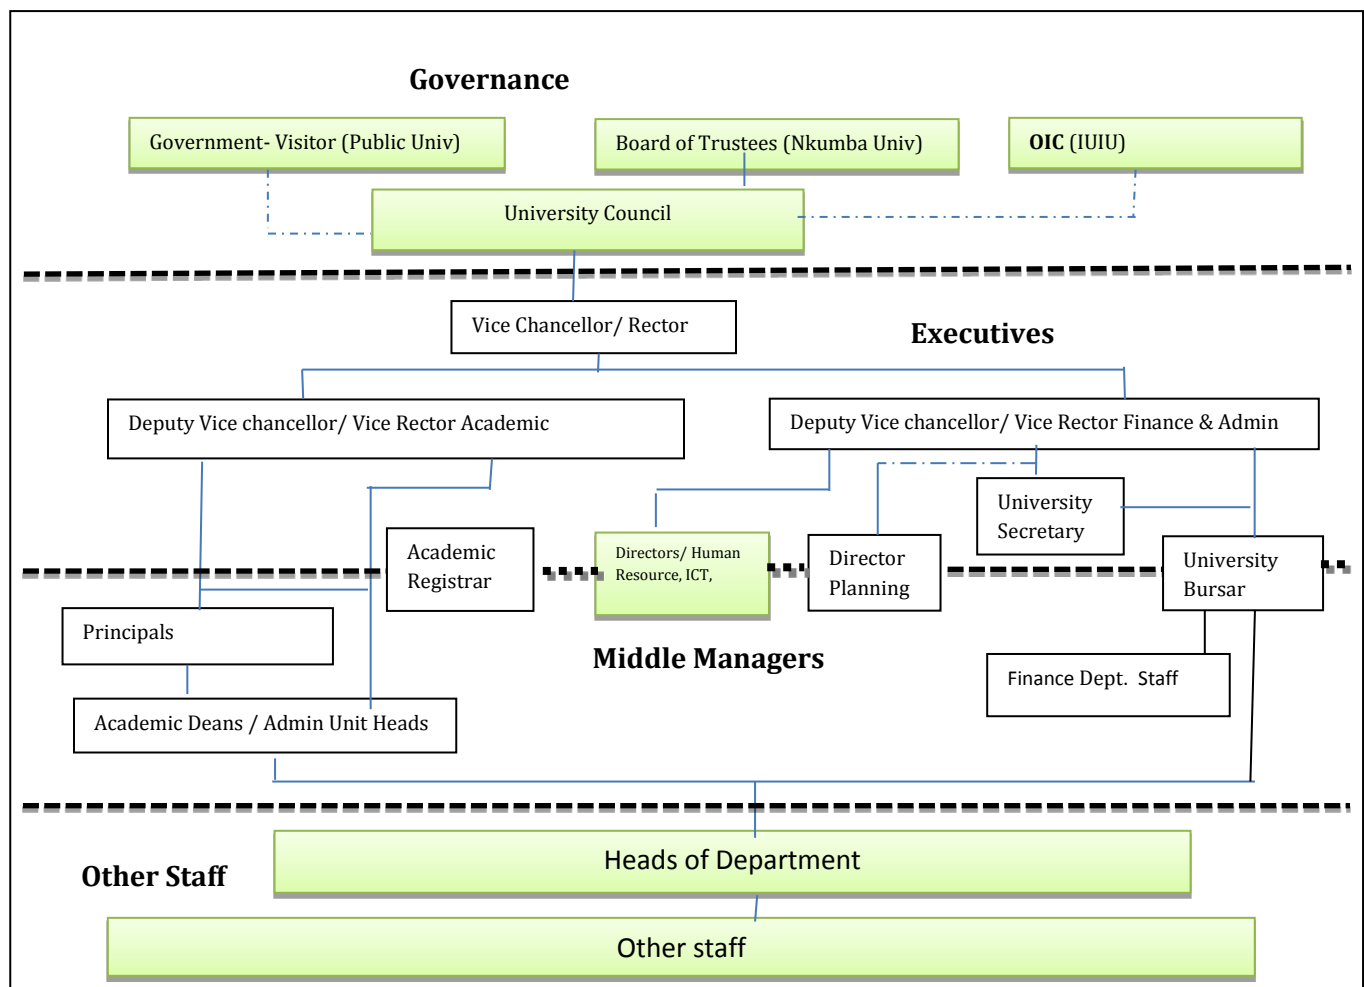 Governance
Government- Visitor (Public Univ)
Board of Trustees (Nkumba Univ)
OIC (IUIU)
University Council
Vice Chancellor/ Rector
Executives
Deputy Vice chancellor/ Vice Rector Academic
Deputy Vice chancellor/ Vice Rector Finance & Admin
University
Secretary
Academic
Registrar
Directors/ Human
Resource, ICT,
Director
Planning
University
Bursar
Principals
Middle Managers
Finance Dept. Staff
Academic Deans / Admin Unit Heads
Heads of Department
Other Staff
Other staff